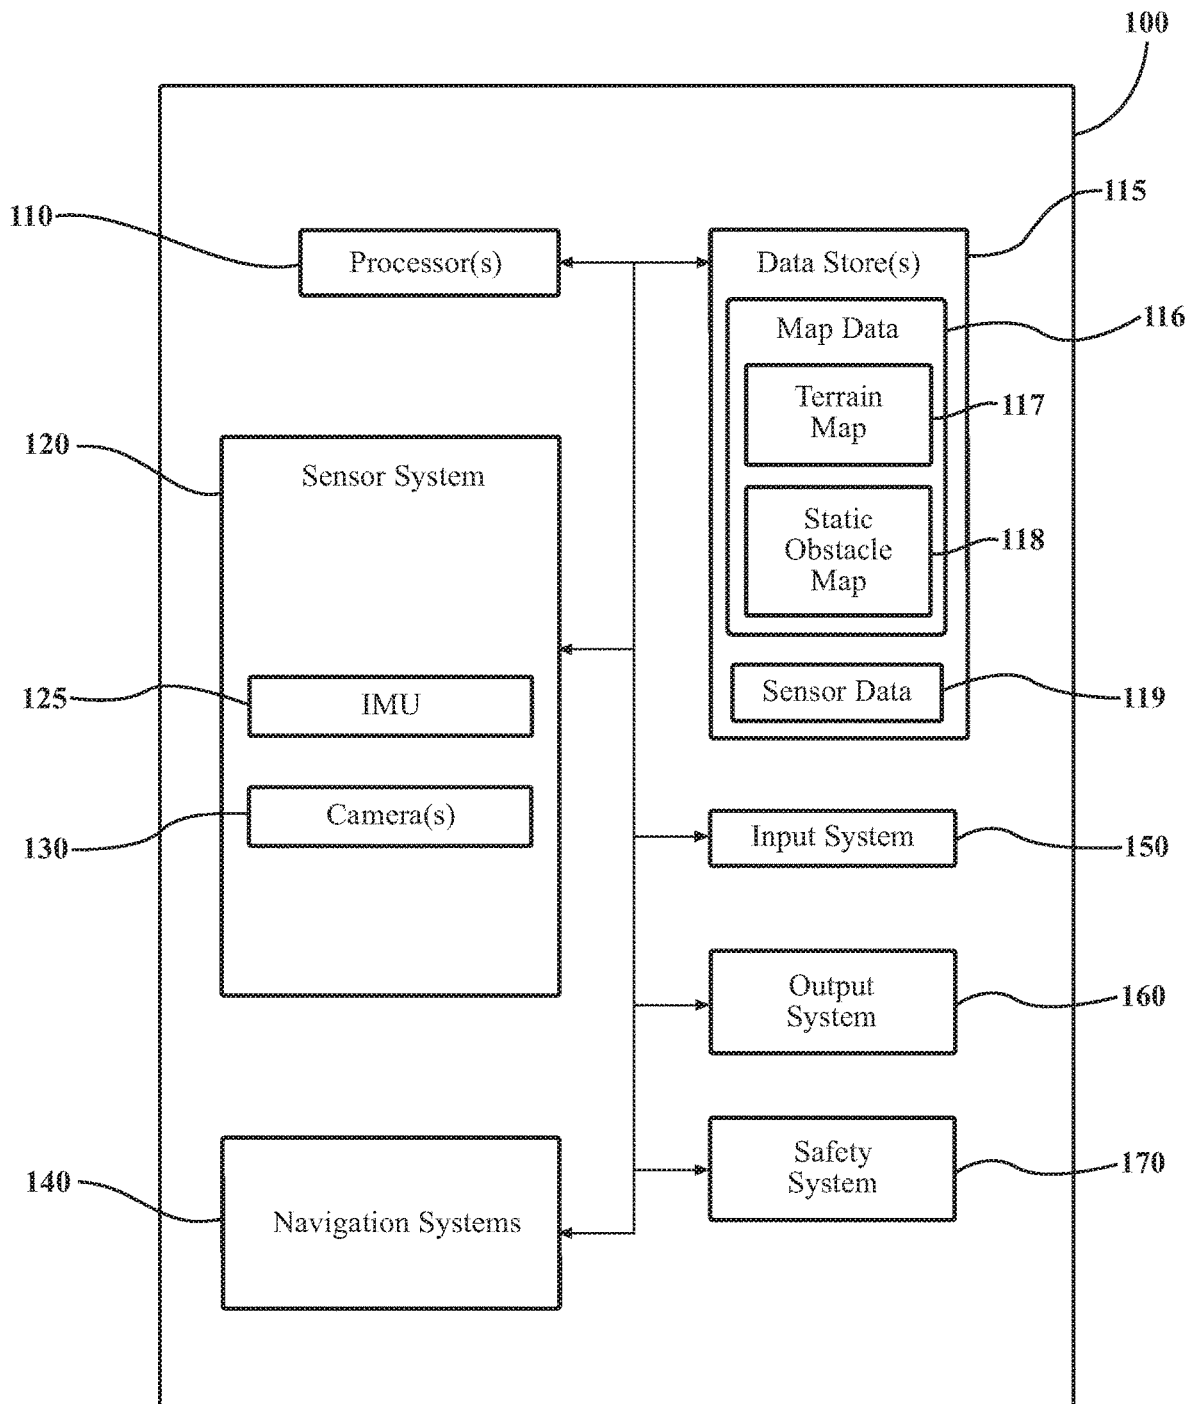 100
110
Processor(s)
115
Data Store(s)
116
Map Data
Terrain
Map
117
Static
Obstacle
Map
118
Sensor Data
119
120
Sensor System
125
IMU
130
Camera(s)
Input System
150
Output
System
160
140
Navigation Systems
Safety
System
170